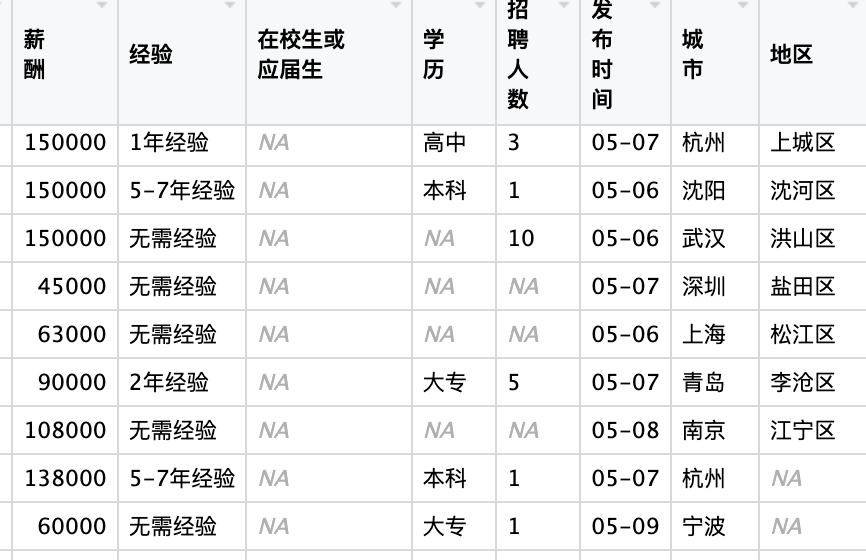 薪酬 经验 在校生或应届生 学历 招聘人数 发布时间 城市 地区
150000 1年经验 NA 高中 3 05-07 杭州 上城区
150000 5-7年经验 NA 本科 1 05-06 沈阳 沈河区
150000 无需经验 NA NA 10 05-06 武汉 洪山区
45000 无需经验 NA NA NA 05-07 深圳 盐田区
63000 无需经验 NA NA NA 05-06 上海 松江区
90000 2年经验 NA 大专 5 05-07 青岛 李沧区
108000 无需经验 NA NA NA 05-08 南京 江宁区
138000 5-7年经验 NA 本科 1 05-07 杭州 NA
60000 无需经验 NA 大专 1 05-09 宁波 NA